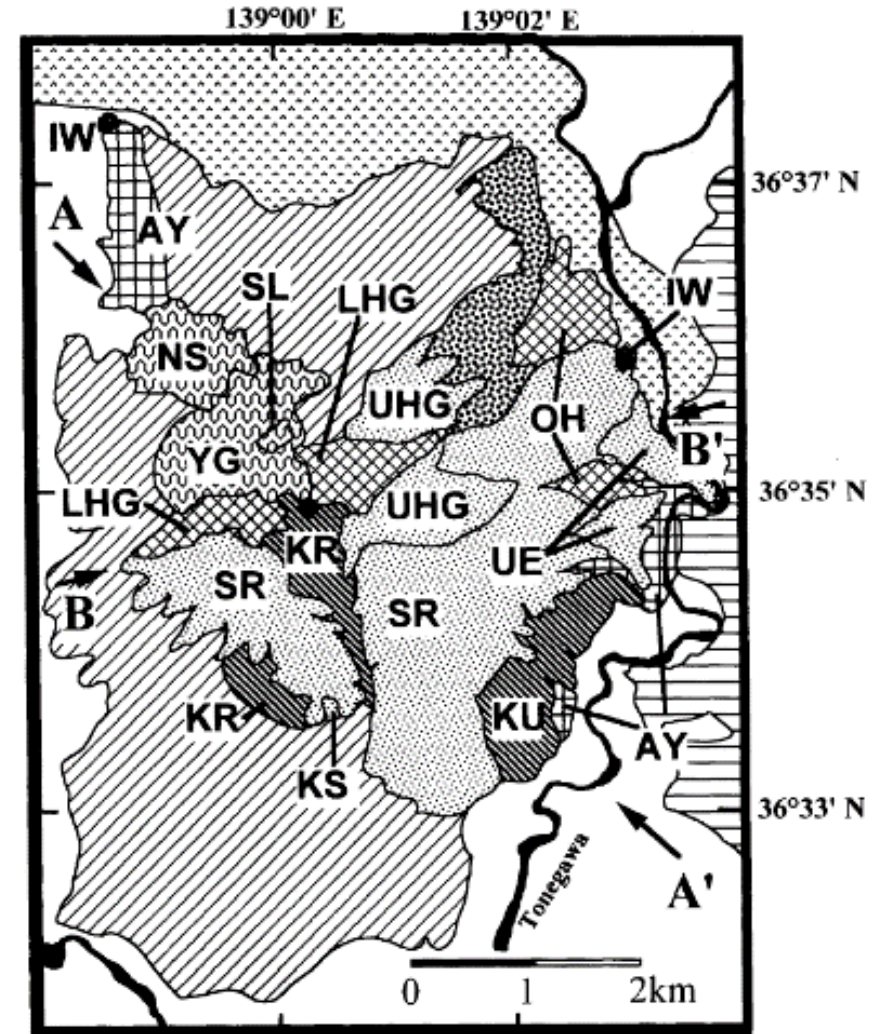 139°00' E 139°02' E
IW
36°37' N
A
AY
SL
LHG
IW
NS
UHG
OH
B'
YG
LHG
UHG
36°35' N
KR
UE
SR
SR
B
KR
KU
AY
KS
36°33' N
A'
Tonegawa
0 1 2km